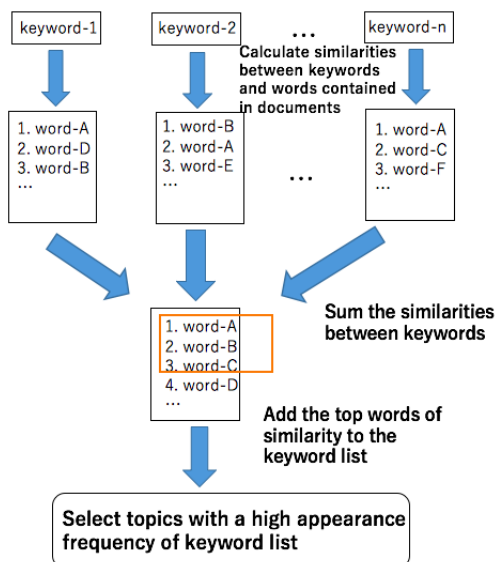 keyword-1
keyword-2
...
keyword-n
Calculate similarities
between keywords
and words contained
in documents
1. word-A
2. word-D
3. word-B
...
1. word-B
2. word-A
3. word-E
...
...
1. word-A
2. word-C
3. word-F
...
Sum the similarities
between keywords
1. word-A
2. word-B
3. word-C
4. word-D
...
Add the top words of
similarity to the
keyword list
Select topics with a high appearance
frequency of keyword list